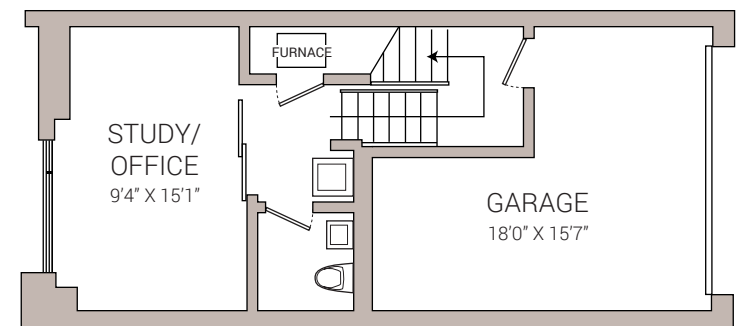 FURNACE
STUDY/
OFFICE
9'4" X 15'1"
GARAGE
18'0" X 15'7"